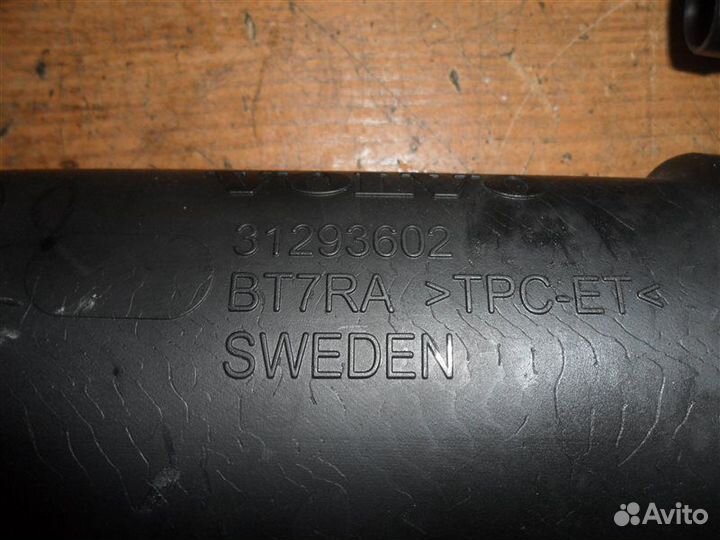 VOLVO
31293602
BT7RA >TPC-ET<
SWEDEN
Avito